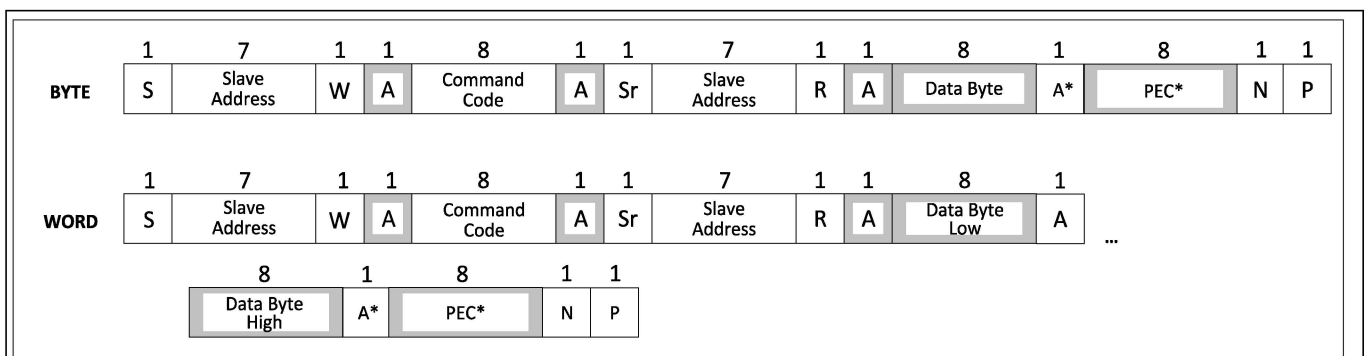 1 7 1 1 8 1 1 7 1 1 8 1 8 1 1
BYTE S Slave Address W A Command Code A Sr Slave Address R A Data Byte A* PEC* N P
1 7 1 1 8 1 1 7 1 1 8 1
WORD S Slave Address W A Command Code A Sr Slave Address R A Data Byte Low A ...
8 1 8 1 1
Data Byte High A* PEC* N P